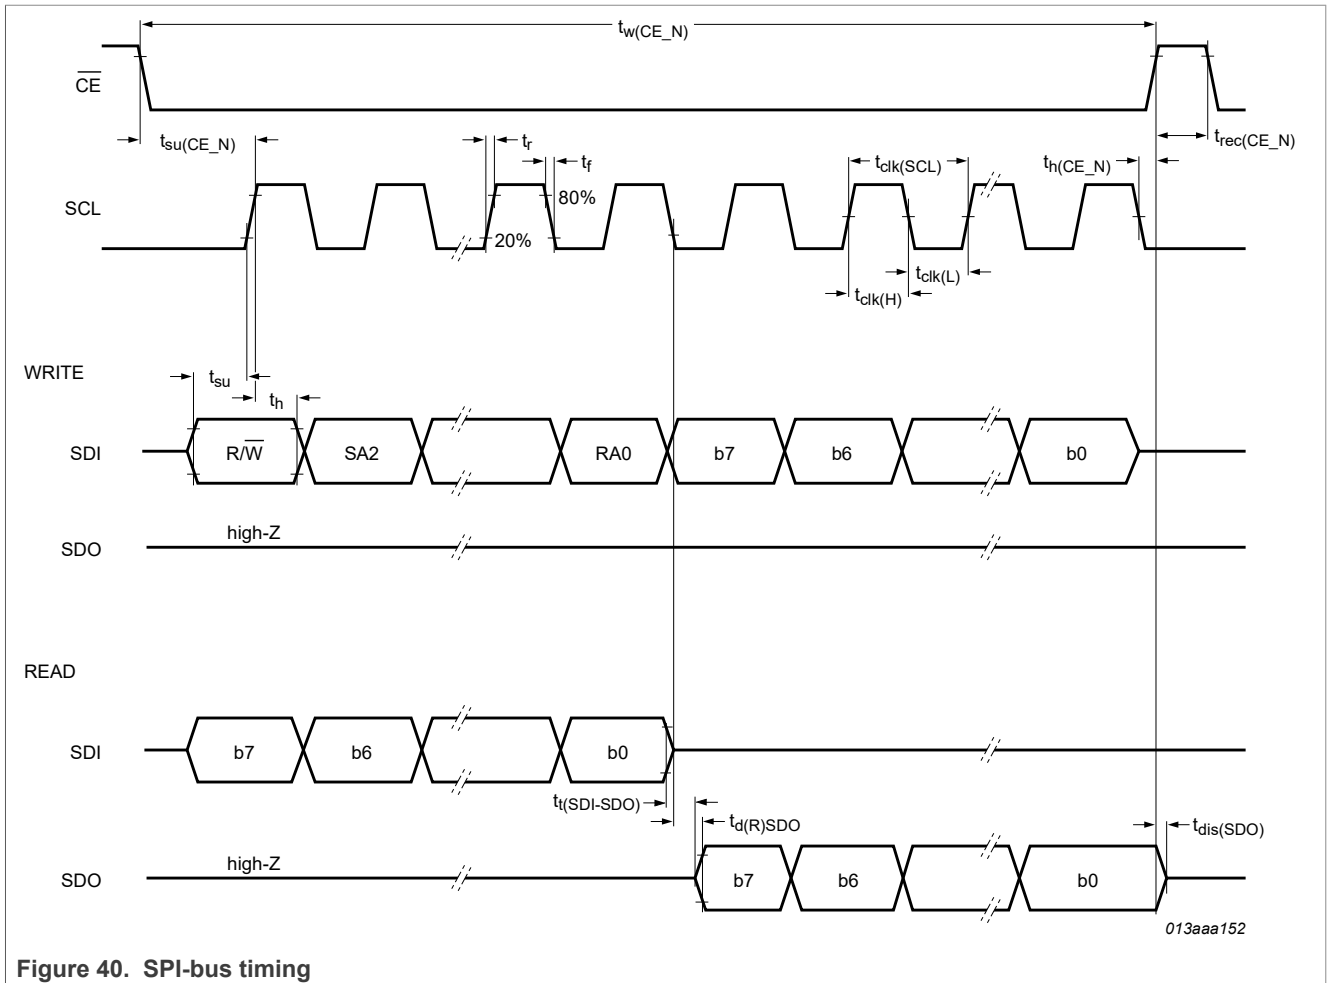 tw(CE_N)
CE
tsu(CE_N)
tr
tf
tclk(SCL)
th(CE_N)
trec(CE_N)
SCL
80%
20%
tclk(L)
tclk(H)
WRITE
tsu
th
SDI
R/W
SA2
RA0
b7
b6
b0
SDO
high-Z
READ
SDI
b7
b6
b0
tt(SDI-SDO)
td(R)SDO
tdis(SDO)
SDO
high-Z
b7
b6
b0
013aaa152
Figure 40. SPI-bus timing